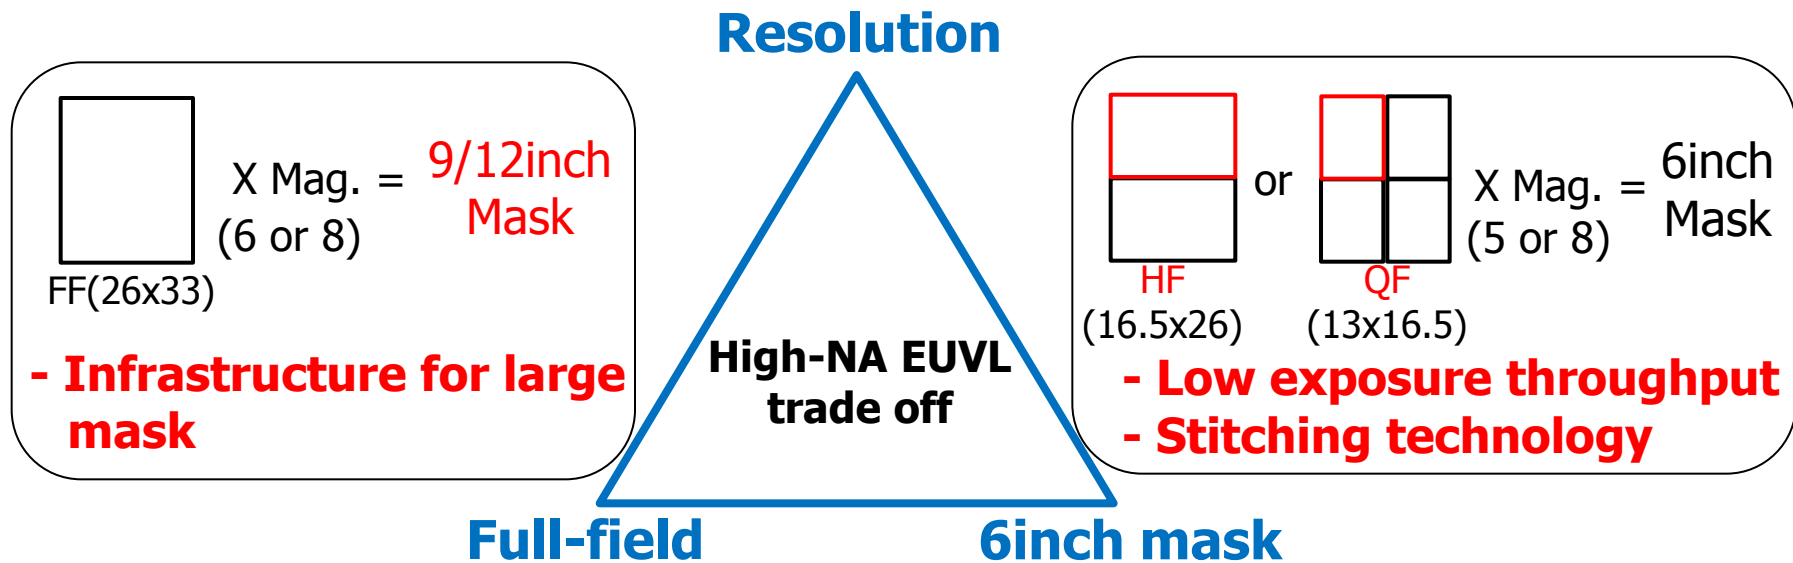 Resolution
X Mag. =
(6 or 8)
9/12inch
Mask
FF(26x33)
- Infrastructure for large
mask
High-NA EUVL
trade off
or
X Mag. =
(5 or 8)
6inch
Mask
HF
(16.5x26)
QF
(13x16.5)
- Low exposure throughput
- Stitching technology
Full-field
6inch mask